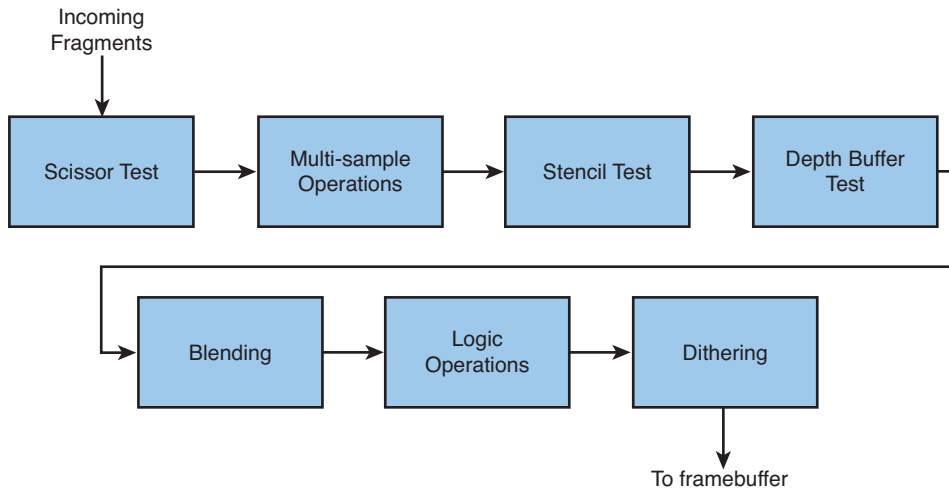 Incoming
Fragments
Scissor Test
Multi-sample
Operations
Stencil Test
Depth Buffer
Test
Blending
Logic
Operations
Dithering
To framebuffer